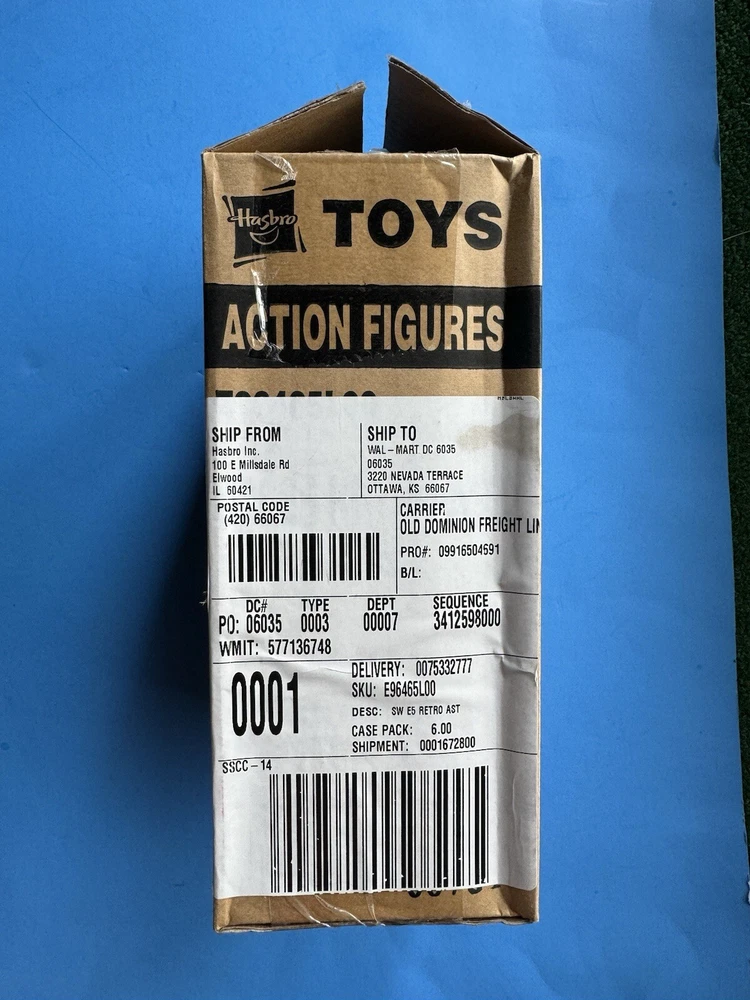 Hasbro
TOYS
ACTION FIGURES
SHIP FROM
Hasbro Inc.
100 E Millsdale Rd
Elwood
IL 60421
SHIP TO
WAL-MART DC 6035
06035
3220 NEVADA TERRACE
OTTAWA, KS 66067
POSTAL CODE
(420) 66067
CARRIER
OLD DOMINION FREIGHT LIN
PRO#: 09916504691
B/L:
DC# TYPE DEPT SEQUENCE
PO: 06035 0003 00007 3412598000
WMIT: 577136748
0001
DELIVERY: 0075332777
SKU: E96465L00
DESC: SW E5 RETRO AST
CASE PACK: 6.00
SHIPMENT: 0001672800
SSCC-14